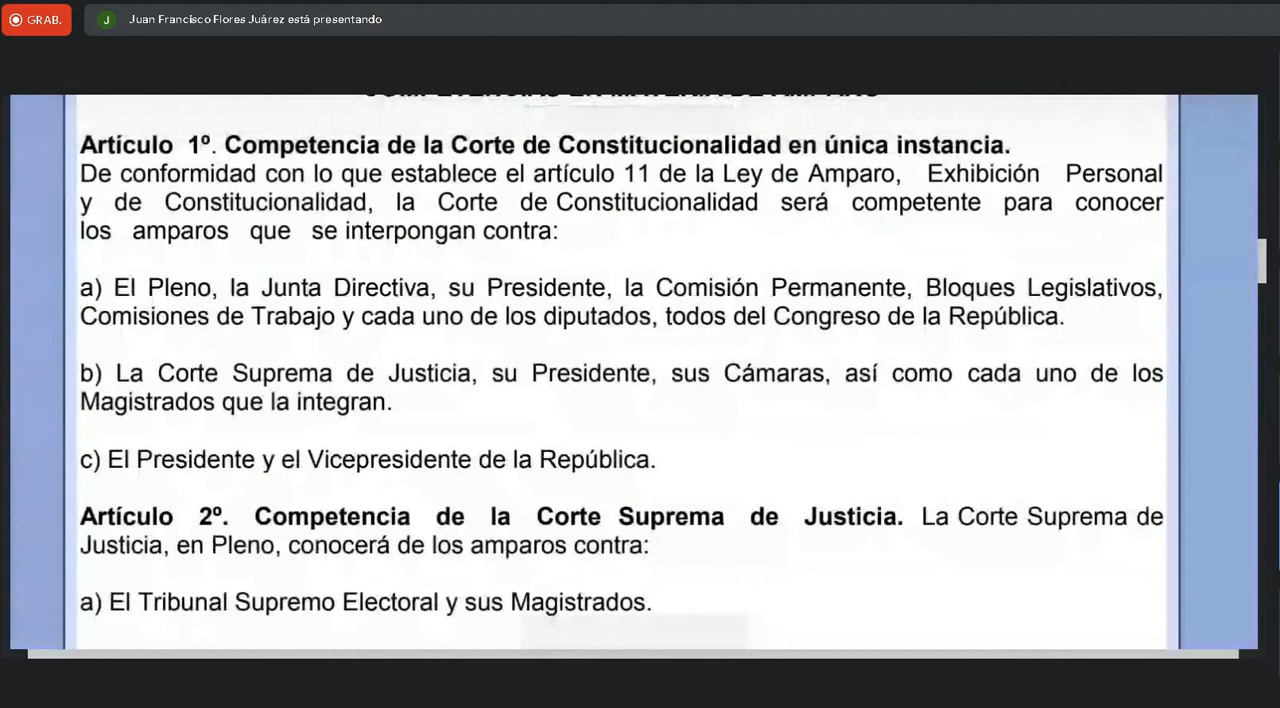 GRAB.
J
Juan Francisco Flores Juárez está presentando
Artículo 1º. Competencia de la Corte de Constitucionalidad en única instancia.
De conformidad con lo que establece el artículo 11 de la Ley de Amparo, Exhibición Personal
y de Constitucionalidad, la Corte de Constitucionalidad será competente para conocer
los amparos que se interpongan contra:
a) El Pleno, la Junta Directiva, su Presidente, la Comisión Permanente, Bloques Legislativos,
Comisiones de Trabajo y cada uno de los diputados, todos del Congreso de la República.
b) La Corte Suprema de Justicia, su Presidente, sus Cámaras, así como cada uno de los
Magistrados que la integran.
c) El Presidente y el Vicepresidente de la República.
Artículo 2º. Competencia de la Corte Suprema de Justicia. La Corte Suprema de
Justicia, en Pleno, conocerá de los amparos contra:
a) El Tribunal Supremo Electoral y sus Magistrados.